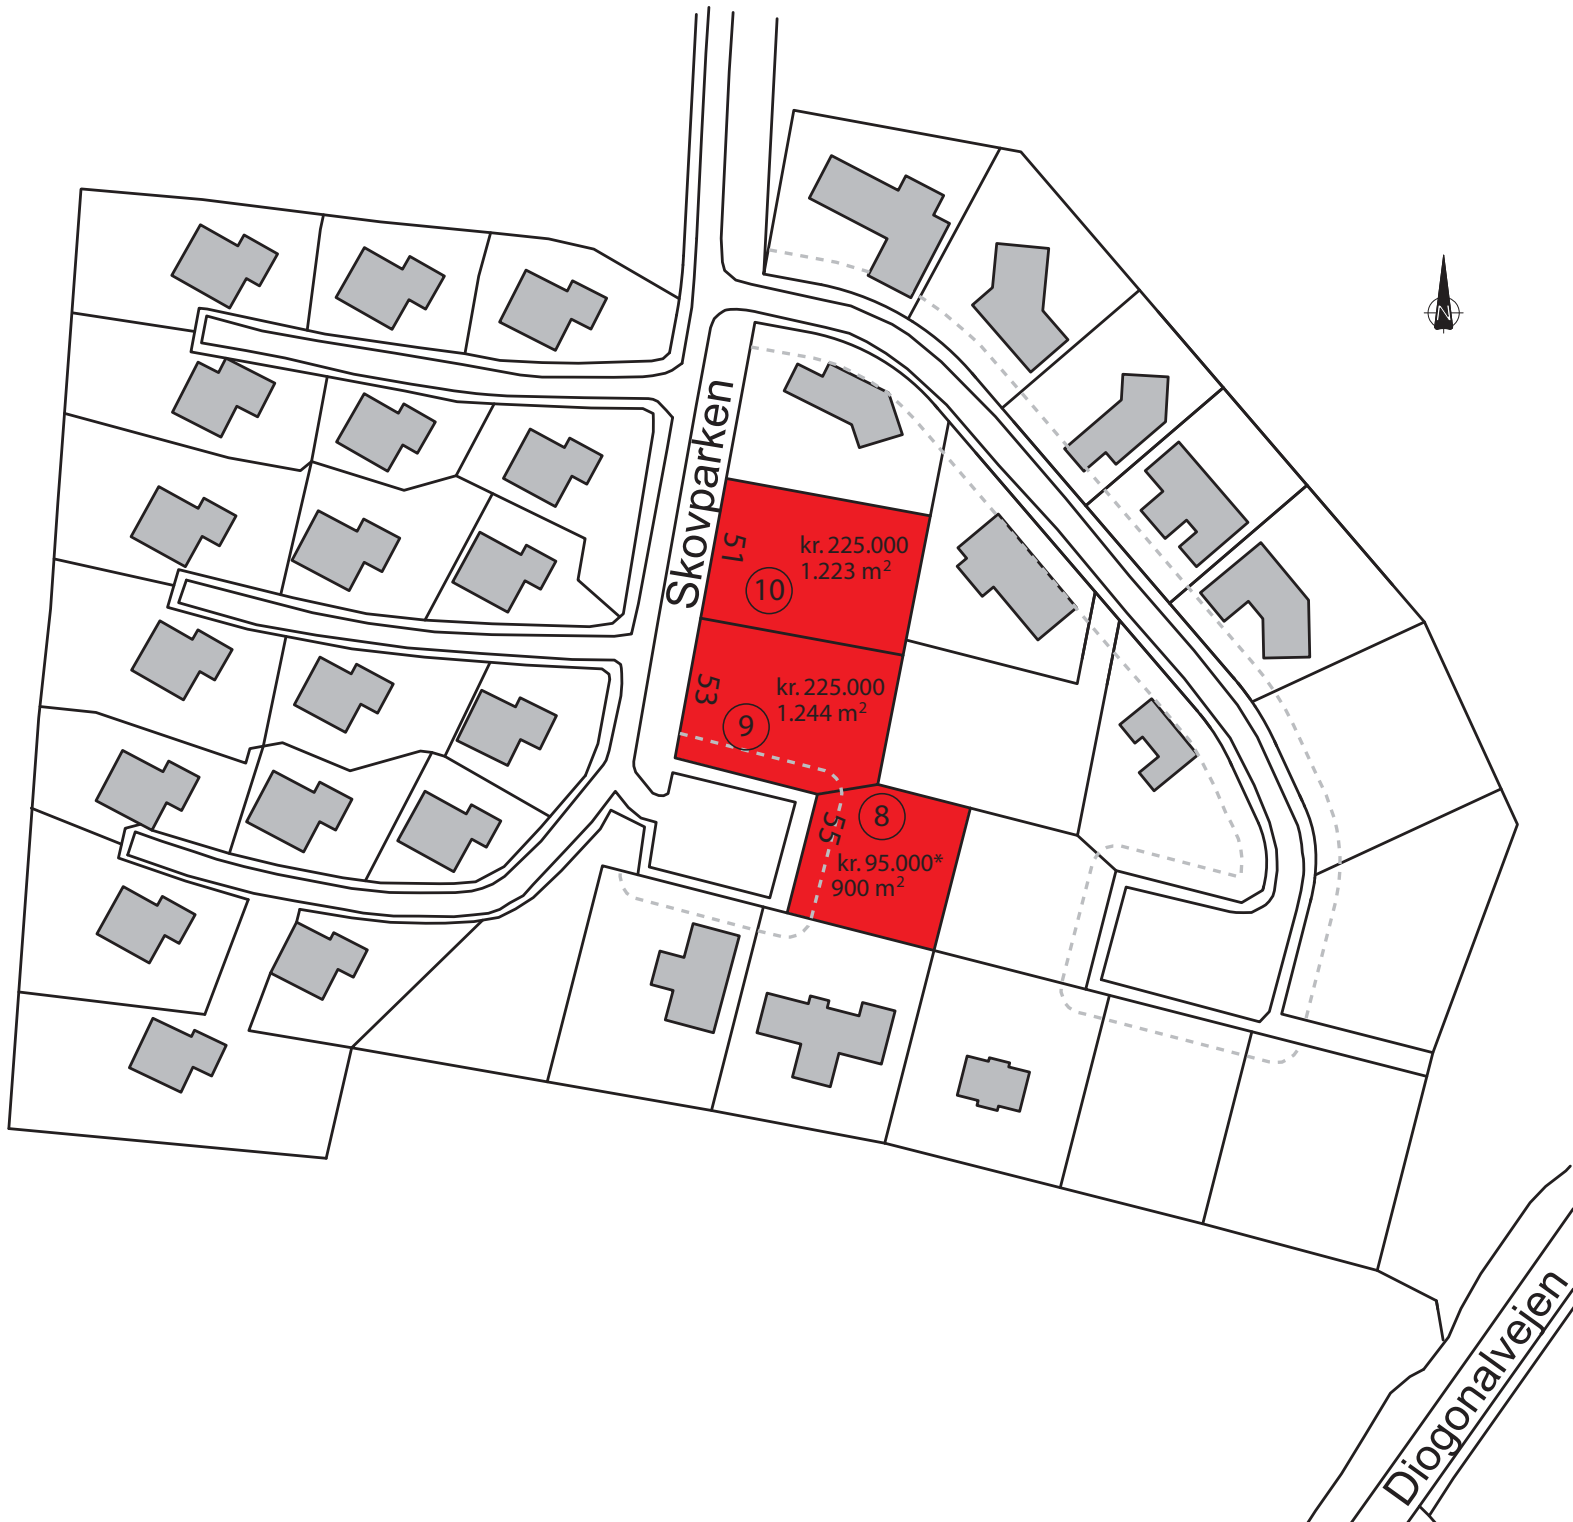 N
Skovparken
51
kr. 225.000
1.223 m²
10
53
kr. 225.000
1.244 m²
9
8
55
kr. 95.000*
900 m²
Diogonalvejen